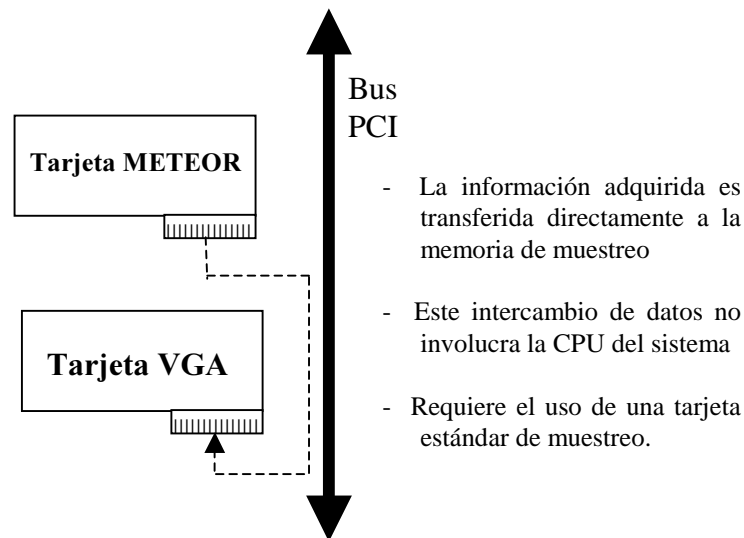 Bus
PCI
Tarjeta METEOR
- La información adquirida es
transferida directamente a la
memoria de muestreo
- Este intercambio de datos no
involucra la CPU del sistema
- Requiere el uso de una tarjeta
estándar de muestreo.
Tarjeta VGA